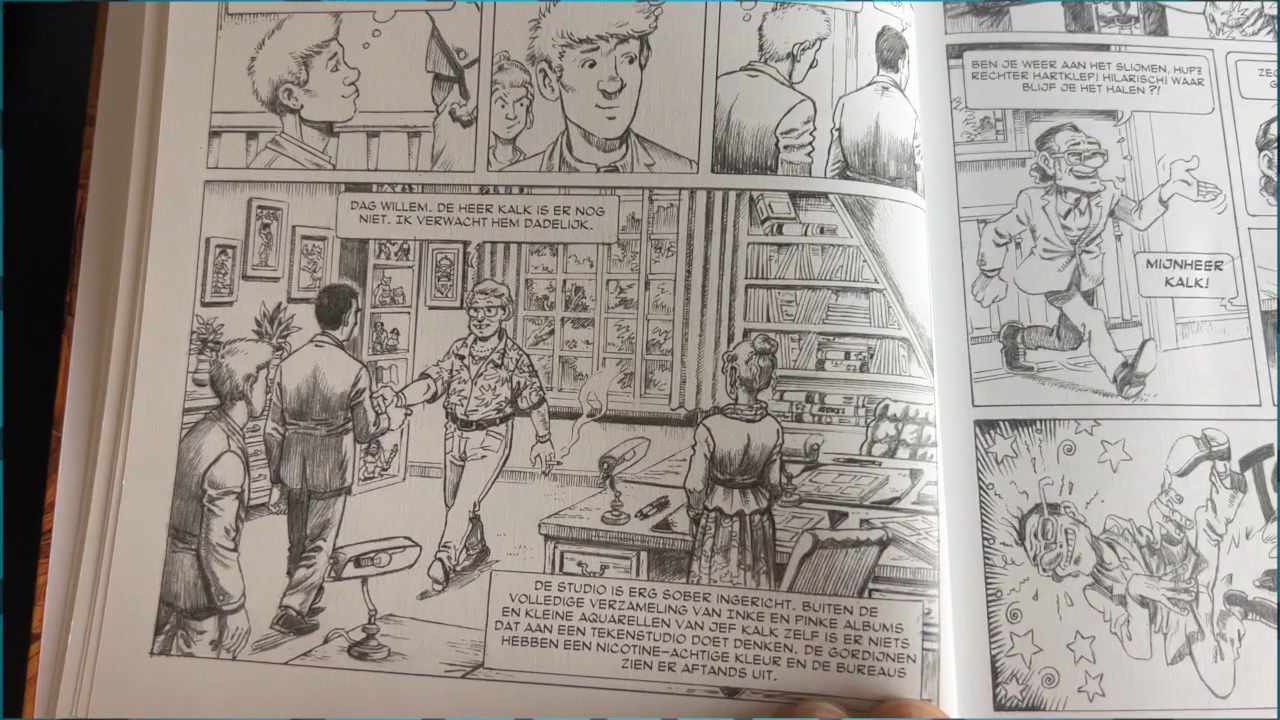 DAG WILLEM. DE HEER KALK IS ER NOG
NIET. IK VERWACHT HEM DADELIJK.
DE STUDIO IS ERG SOBER INGERICHT. BUITEN DE
VOLLEDIGE VERZAMELING VAN INKE EN PINKE ALBUMS
EN KLEINE AQUARELLEN VAN JEF KALK ZELF IS ER NIETS
DAT AAN EEN TEKENSTUDIO DOET DENKEN. DE GORDIJNEN
HEBBEN EEN NICOTINE-ACHTIGE KLEUR EN DE BUREAUS
ZIEN ER AFTANDS UIT.
BEN JE WEER AAN HET SLIJMEN, HUP?
RECHTER HARTKLEP! HILARISCH! WAAR
BLIJF JE HET HALEN ?!
MIJNHEER
KALK!